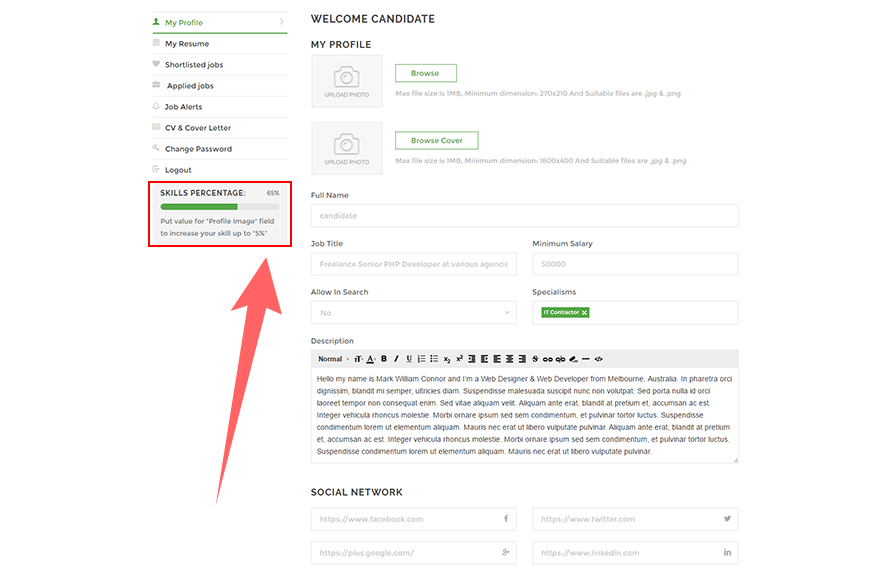 My Profile
My Resume
Shortlisted jobs
Applied jobs
Job Alerts
CV & Cover Letter
Change Password
Logout
SKILLS PERCENTAGE: 65%
Put value for "Profile Image" field
to increase your skill up to "5%"
WELCOME CANDIDATE
MY PROFILE
UPLOAD PHOTO
Browse
Max file size is 1MB, Minimum dimension: 270x210 And Suitable files are .jpg & .png
UPLOAD PHOTO
Browse Cover
Max file size is 1MB, Minimum dimension: 1600x400 And Suitable files are .jpg & .png
Full Name
candidate
Job Title
Freelance Senior PHP Developer at various agencie
Minimum Salary
50000
Allow In Search
No
Specialisms
IT Contractor
Description
Normal
Hello my name is Mark William Connor and I'm a Web Designer & Web Developer from Melbourne, Australia. In pharetra orci
dignissim, blandit mi semper, ultricies diam. Suspendisse malesuada suscipit nunc non volutpat. Sed porta nulla id orci
laoreet tempor non consequat enim. Sed vitae aliquam velit. Aliquam ante erat, blandit at pretium et, accumsan ac est.
Integer vehicula rhoncus molestie. Morbi ornare ipsum sed sem condimentum, et pulvinar tortor luctus. Suspendisse
condimentum lorem ut elementum aliquam. Mauris nec erat ut libero vulputate pulvinar. Aliquam ante erat, blandit at pretium
et, accumsan ac est. Integer vehicula rhoncus molestie. Morbi ornare ipsum sed sem condimentum, et pulvinar tortor luctus.
Suspendisse condimentum lorem ut elementum aliquam. Mauris nec erat ut libero vulputate pulvinar.
SOCIAL NETWORK
https://www.facebook.com
https://www.twitter.com
https://plus.google.com/
https://www.linkedin.com